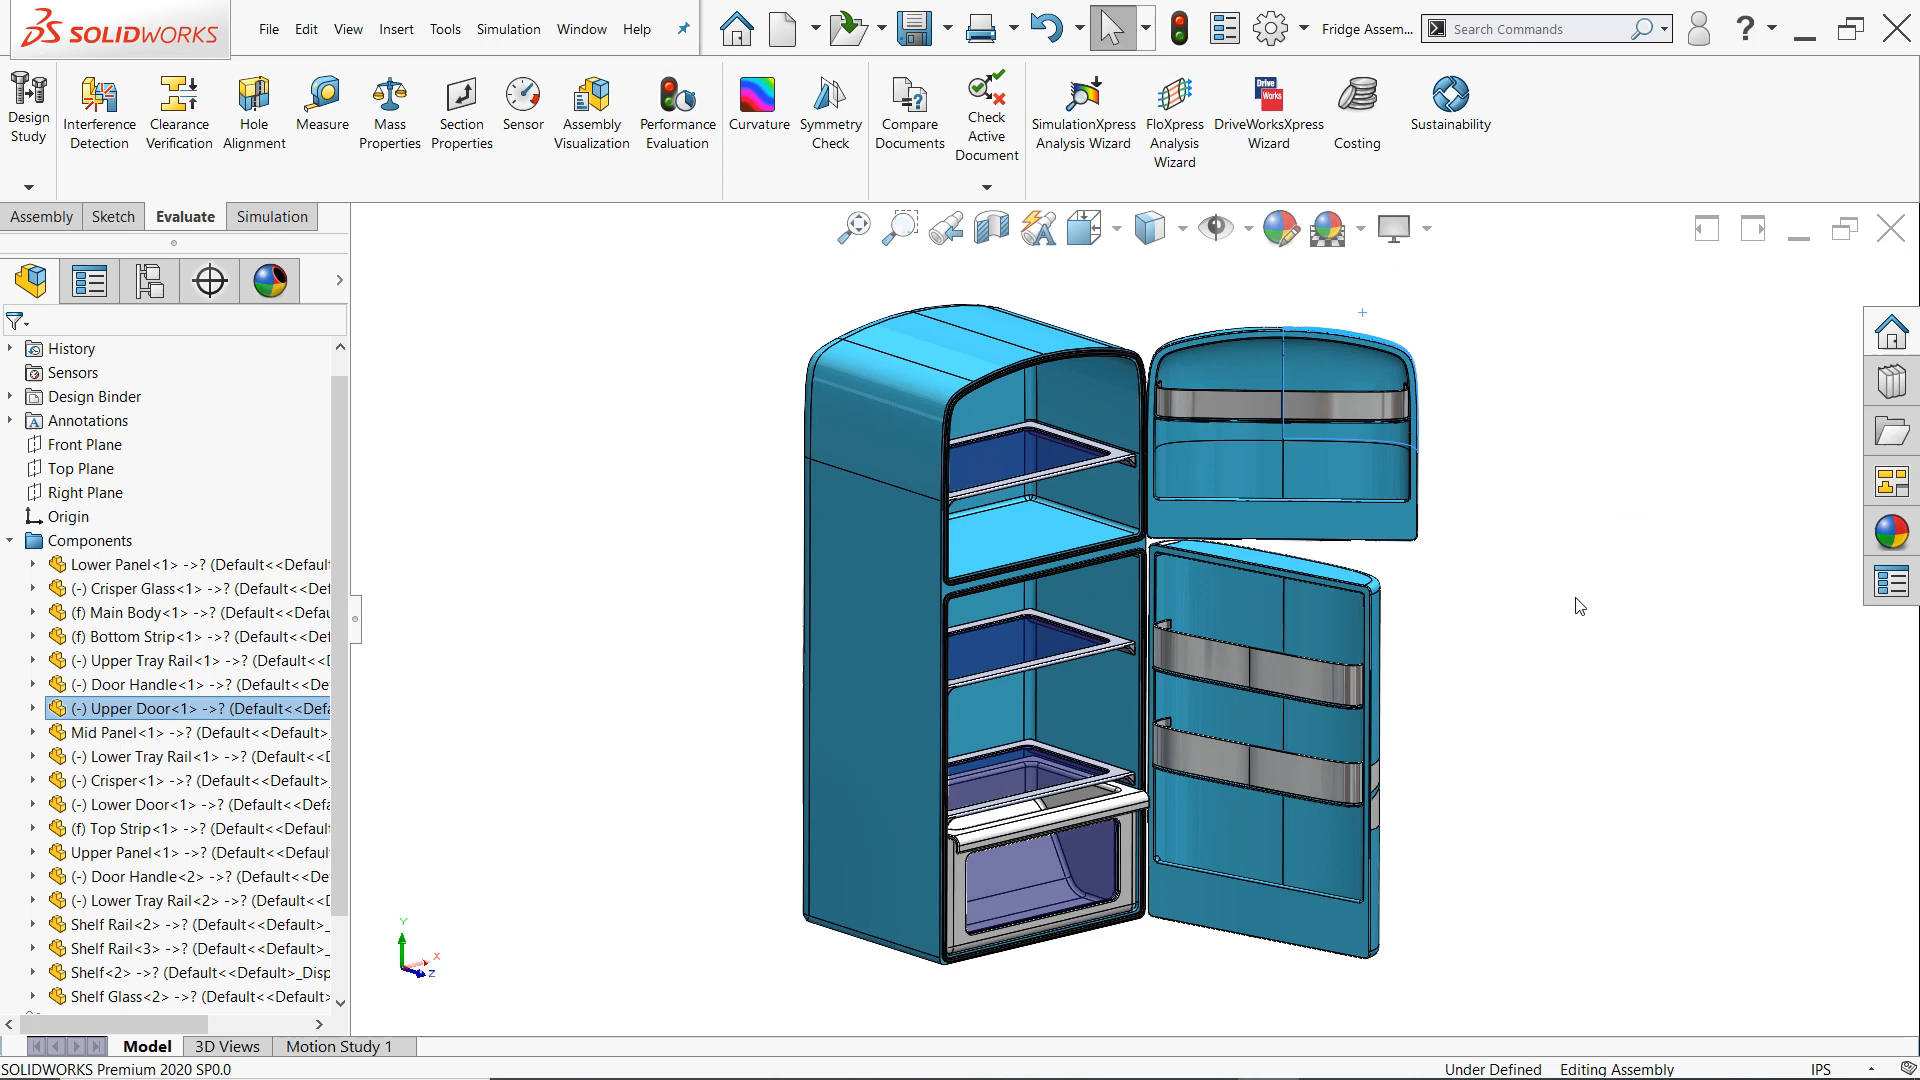 SOLIDWORKS
File Edit View Insert Tools Simulation Window Help
Fridge Assem...
Search Commands
Design Study
Interference Detection
Clearance Verification
Hole Alignment
Measure
Mass Properties
Section Properties
Sensor
Assembly Visualization
Performance Evaluation
Curvature
Symmetry Check
Compare Documents
Check Active Document
SimulationXpress Analysis Wizard
FloXpress Analysis Wizard
Drive Works
DriveWorksXpress Wizard
Costing
Sustainability
Assembly Sketch Evaluate Simulation
History
Sensors
Design Binder
Annotations
Front Plane
Top Plane
Right Plane
Origin
Components
Lower Panel<1> ->? (Default<<Default
(-) Crisper Glass<1> ->? (Default<<Def
(f) Main Body<1> ->? (Default<<Defau
(f) Bottom Strip<1> ->? (Default<<Def
(-) Upper Tray Rail<1> ->? (Default<<D
(-) Door Handle<1> ->? (Default<<De
(-) Upper Door<1> ->? (Default<<Defa
Mid Panel<1> ->? (Default<<Default>_
(-) Lower Tray Rail<1> ->? (Default<<D
(-) Crisper<1> ->? (Default<<Default>_
(-) Lower Door<1> ->? (Default<<Defa
(f) Top Strip<1> ->? (Default<<Default
Upper Panel<1> ->? (Default<<Default
(-) Door Handle<2> ->? (Default<<De
(-) Lower Tray Rail<2> ->? (Default<<D
Shelf Rail<2> ->? (Default<<Default>_
Shelf Rail<3> ->? (Default<<Default>_
Shelf<2> ->? (Default<<Default>_Disp
Shelf Glass<2> ->? (Default<<Default>
Y
X
Z
Model 3D Views Motion Study 1
SOLIDWORKS Premium 2020 SP0.0
Under Defined Editing Assembly IPS